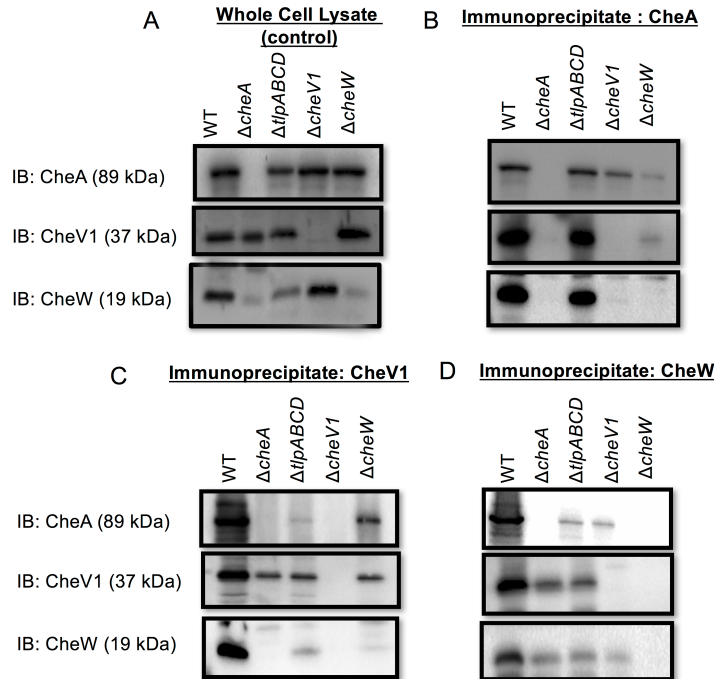 A
Whole Cell Lysate
(control)
WT
ΔcheA
ΔtlpABCD
ΔcheV1
ΔcheW
IB: CheA (89 kDa)
IB: CheV1 (37 kDa)
IB: CheW (19 kDa)
B
Immunoprecipitate : CheA
WT
ΔcheA
ΔtlpABCD
ΔcheV1
ΔcheW
C
Immunoprecipitate: CheV1
WT
ΔcheA
ΔtlpABCD
ΔcheV1
ΔcheW
IB: CheA (89 kDa)
IB: CheV1 (37 kDa)
IB: CheW (19 kDa)
D
Immunoprecipitate: CheW
WT
ΔcheA
ΔtlpABCD
ΔcheV1
ΔcheW